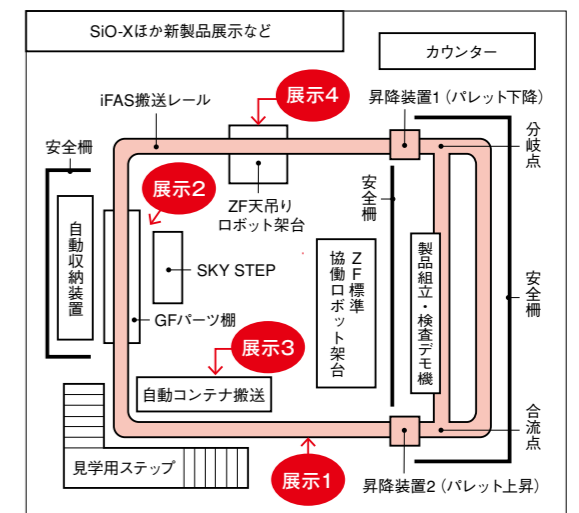 SiO-Xほか新製品展示など
カウンター
iFAS搬送レール
展示4
昇降装置1（パレット下降）
分岐点
安全柵
展示2
ZF天吊り
ロボット架台
安全柵
自動収納装置
SKY STEP
GFパーツ棚
ZF標準
協働ロボット架台
製品組立・検査デモ機
安全柵
展示3
自動コンテナ搬送
合流点
見学用ステップ
展示1
昇降装置2（パレット上昇）